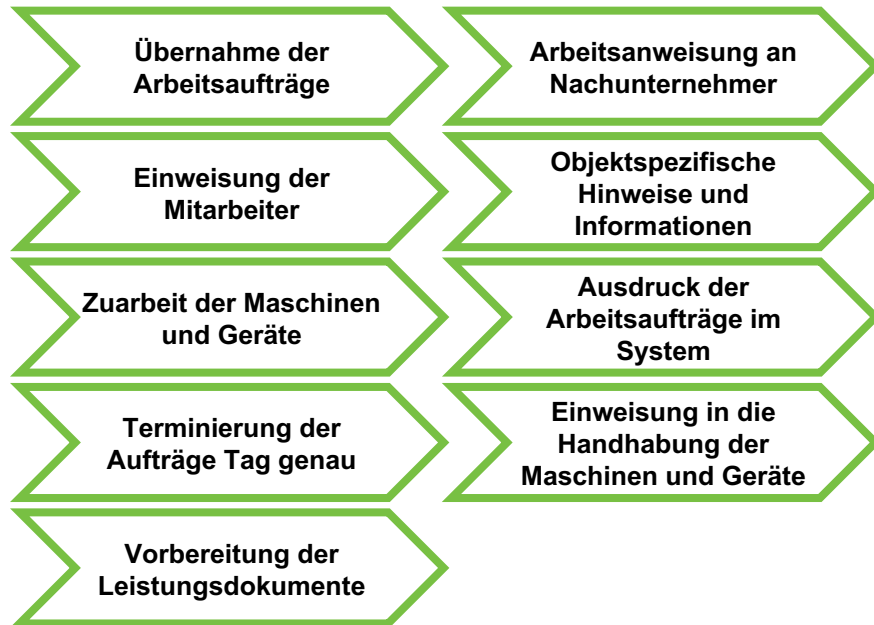 Übernahme der
Arbeitsaufträge
Arbeitsanweisung an
Nachunternehmer
Einweisung der
Mitarbeiter
Objektspezifische
Hinweise und
Informationen
Zuarbeit der Maschinen
und Geräte
Ausdruck der
Arbeitsaufträge im
System
Terminierung der
Aufträge Tag genau
Einweisung in die
Handhabung der
Maschinen und Geräte
Vorbereitung der
Leistungsdokumente